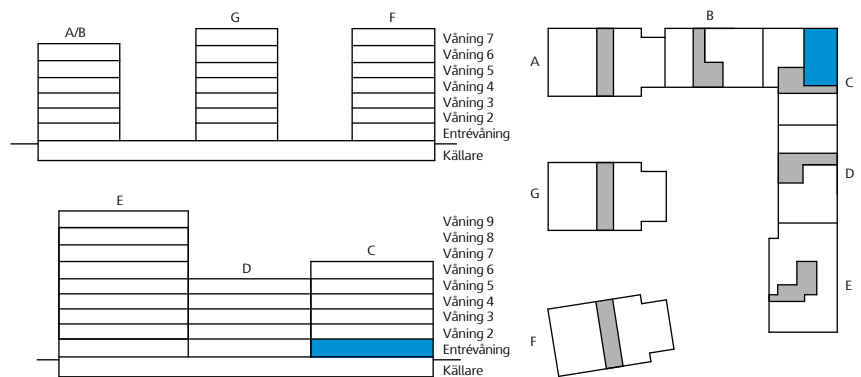 A/B
G
F
Våning 7
Våning 6
Våning 5
Våning 4
Våning 3
Våning 2
Entrévåning
Källare
E
D
C
Våning 9
Våning 8
Våning 7
Våning 6
Våning 5
Våning 4
Våning 3
Våning 2
Entrévåning
Källare
B
A
C
D
G
E
F